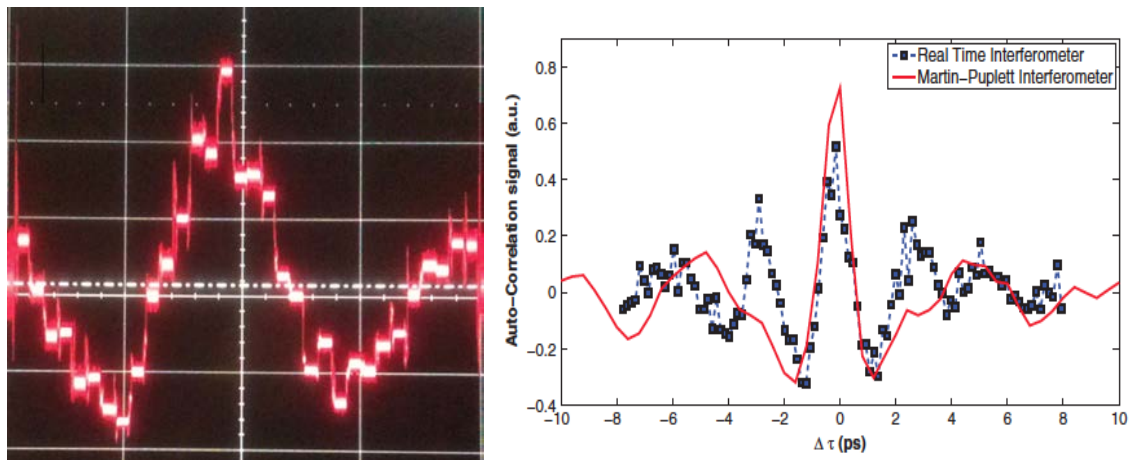 Auto−Correlation signal (a.u.)
0.8
0.6
0.4
0.2
0
−0.2
−0.4
Real Time Interferometer
Martin−Puplett Interferometer
−10 −8 −6 −4 −2 0 2 4 6 8 10
Δ τ (ps)